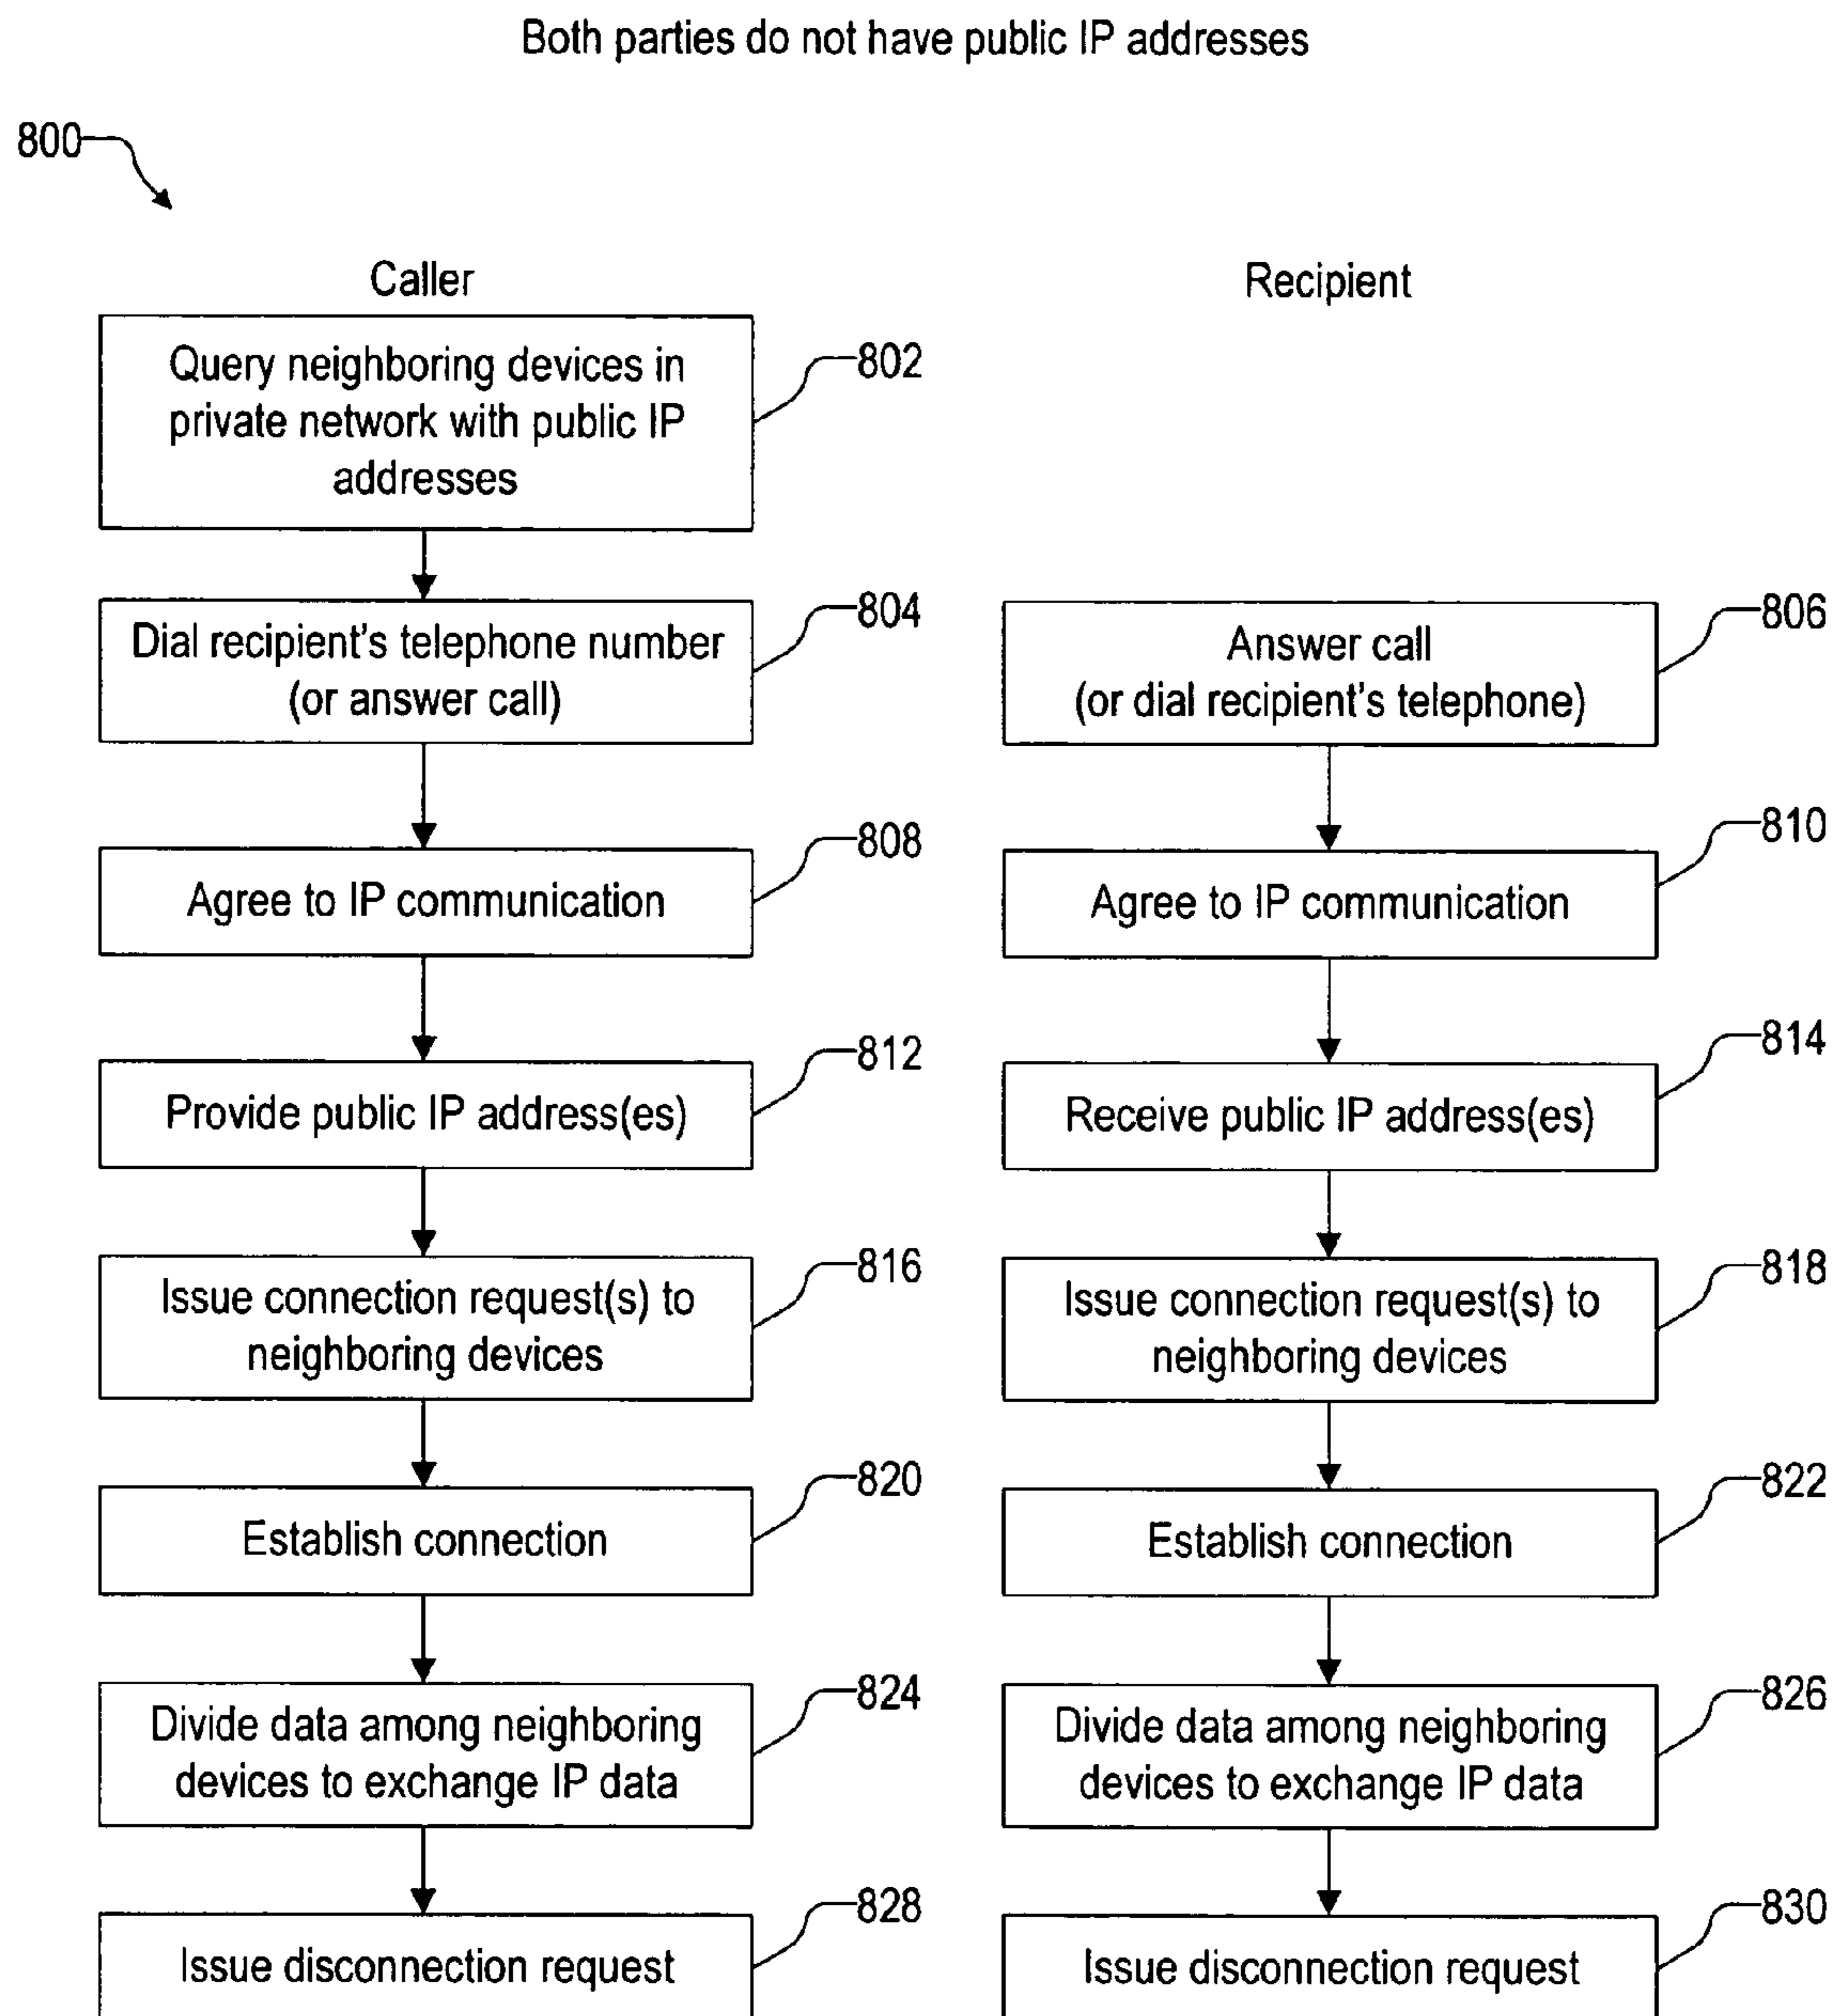 Both parties do not have public IP addresses
800
Caller
Recipient
Query neighboring devices in
private network with public IP
addresses
802
Dial recipient's telephone number
(or answer call)
804
Answer call
(or dial recipient's telephone)
806
Agree to IP communication
808
Agree to IP communication
810
Provide public IP address(es)
812
Receive public IP address(es)
814
Issue connection request(s) to
neighboring devices
816
Issue connection request(s) to
neighboring devices
818
Establish connection
820
Establish connection
822
Divide data among neighboring
devices to exchange IP data
824
Divide data among neighboring
devices to exchange IP data
826
Issue disconnection request
828
Issue disconnection request
830